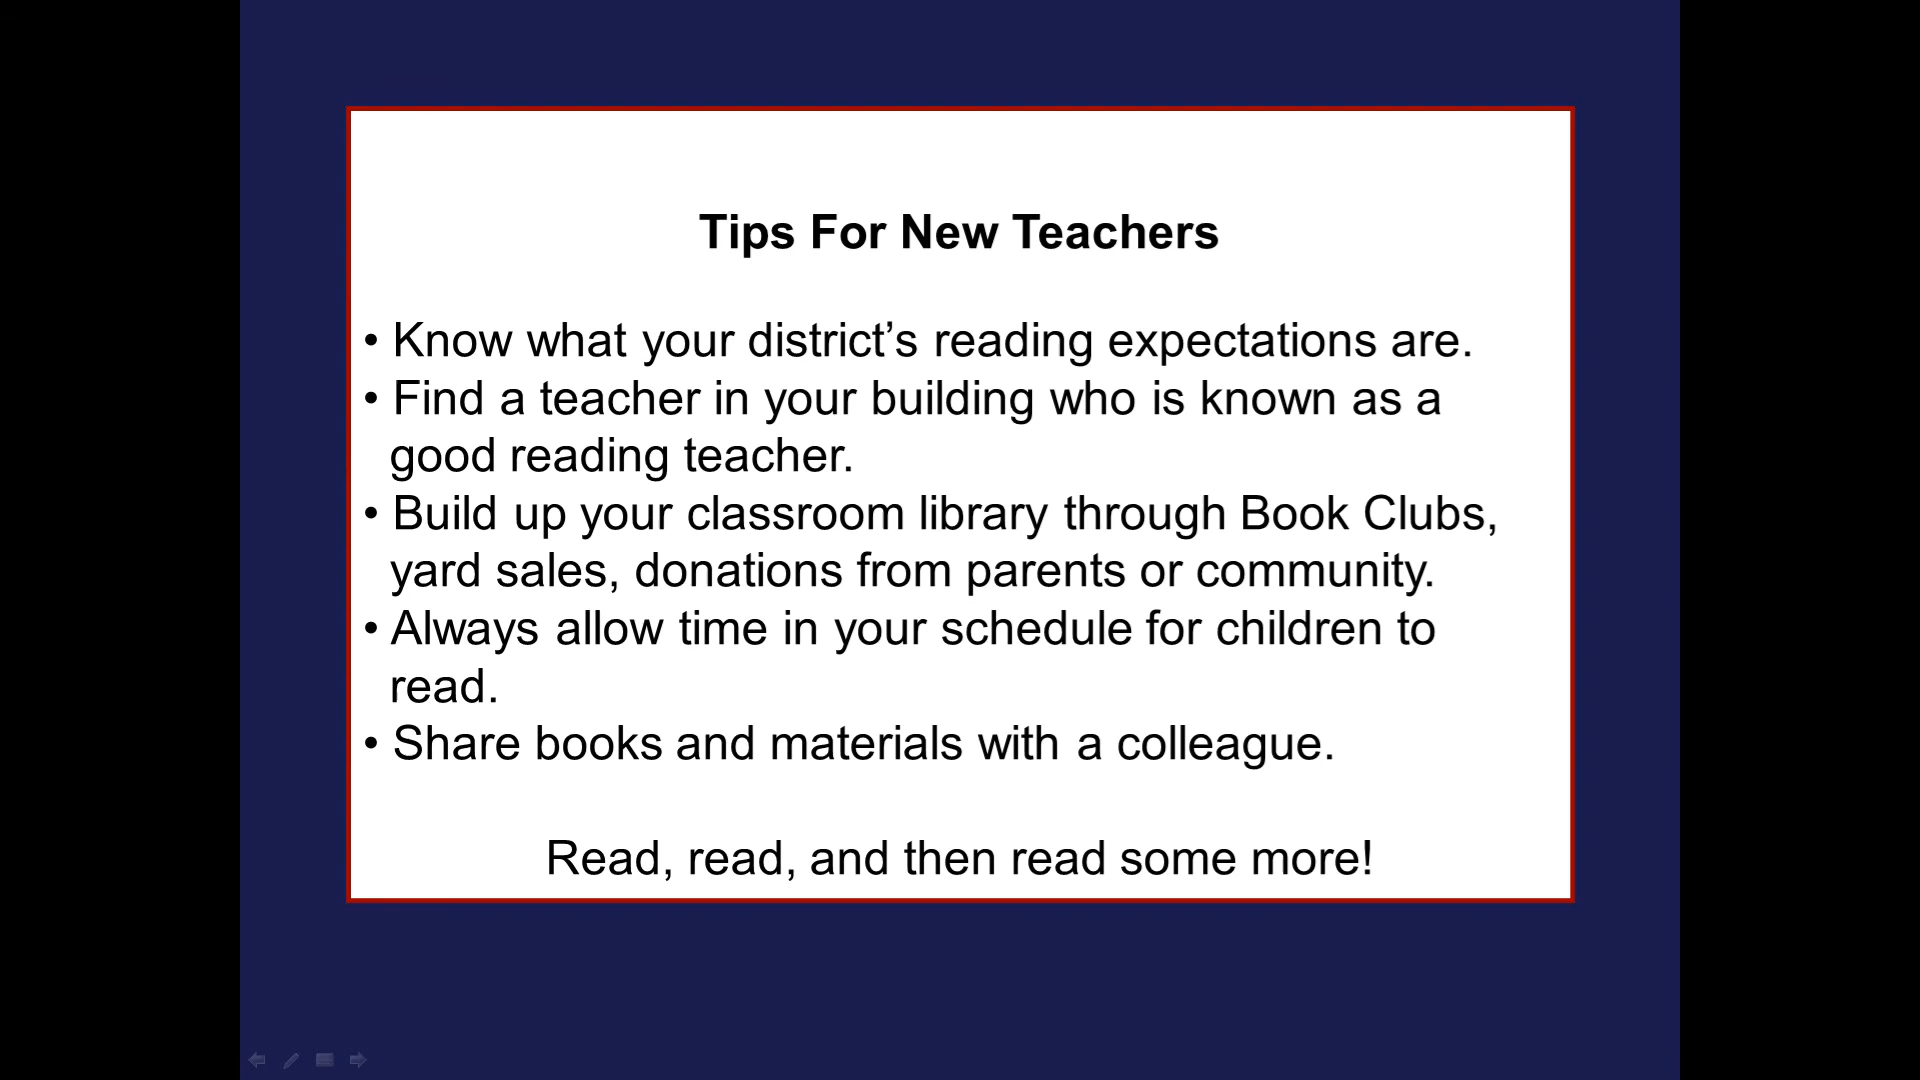 Tips For New Teachers
• Know what your district’s reading expectations are.
• Find a teacher in your building who is known as a
good reading teacher.
• Build up your classroom library through Book Clubs,
yard sales, donations from parents or community.
• Always allow time in your schedule for children to
read.
• Share books and materials with a colleague.
Read, read, and then read some more!